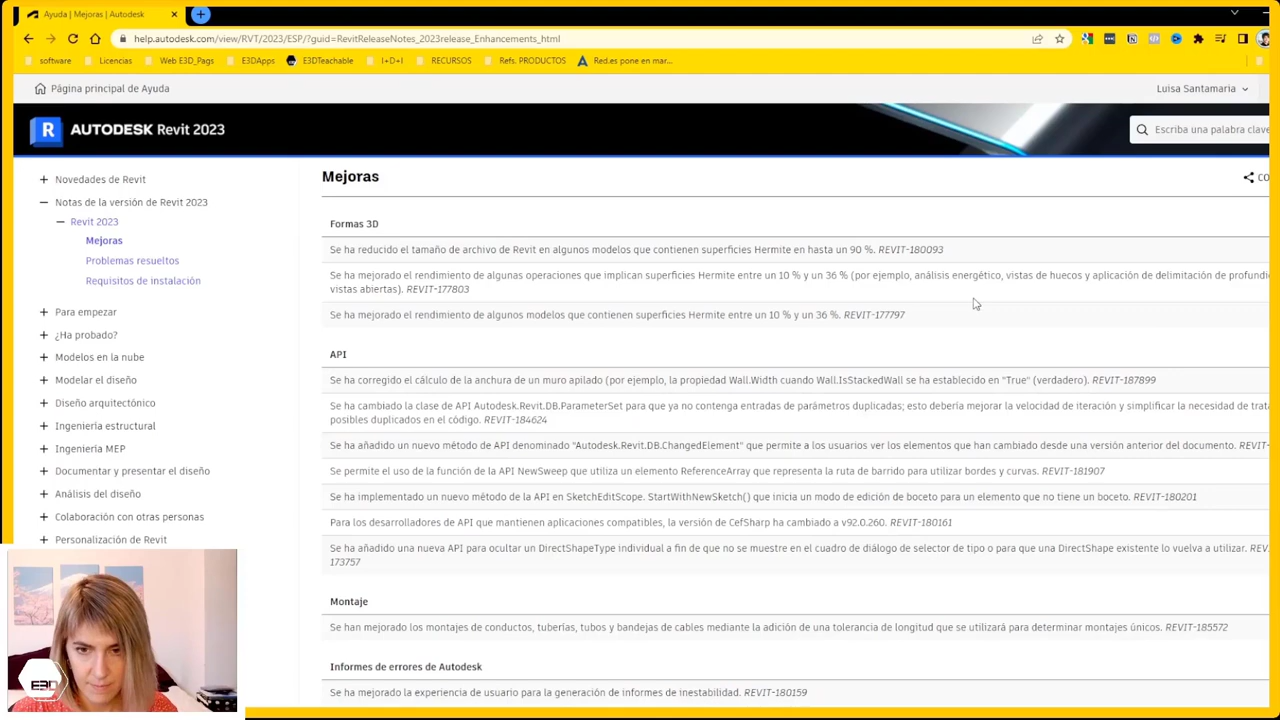 Ayuda | Mejoras | Autodesk
help.autodesk.com/view/RVT/2023/ESP/?guid=RevitReleaseNotes_2023release_Enhancements_html
software Licencias Web E3D_Pags E3DApps E3DTeachable I+D+I RECURSOS Refs. PRODUCTOS Red.es pone en mar...
Página principal de Ayuda Luisa Santamaria
R AUTODESK Revit 2023 Escriba una palabra clave
Novedades de Revit
Notas de la versión de Revit 2023
Revit 2023
Mejoras
Problemas resueltos
Requisitos de instalación
Para empezar
¿Ha probado?
Modelos en la nube
Modelar el diseño
Diseño arquitectónico
Ingeniería estructural
Ingeniería MEP
Documentar y presentar el diseño
Análisis del diseño
Colaboración con otras personas
Personalización de Revit
Mejoras CO
Formas 3D
Se ha reducido el tamaño de archivo de Revit en algunos modelos que contienen superficies Hermite en hasta un 90 %. REVIT-180093
Se ha mejorado el rendimiento de algunas operaciones que implican superficies Hermite entre un 10 % y un 36 % (por ejemplo, análisis energético, vistas de huecos y aplicación de delimitación de profundi
vistas abiertas). REVIT-177803
Se ha mejorado el rendimiento de algunos modelos que contienen superficies Hermite entre un 10 % y un 36 %. REVIT-177797
API
Se ha corregido el cálculo de la anchura de un muro apilado (por ejemplo, la propiedad Wall.Width cuando Wall.IsStackedWall se ha establecido en "True" (verdadero). REVIT-187899
Se ha cambiado la clase de API Autodesk.Revit.DB.ParameterSet para que ya no contenga entradas de parámetros duplicadas; esto debería mejorar la velocidad de iteración y simplificar la necesidad de trat
posibles duplicados en el código. REVIT-184624
Se ha añadido un nuevo método de API denominado "Autodesk.Revit.DB.ChangedElement" que permite a los usuarios ver los elementos que han cambiado desde una versión anterior del documento. REVIT-
Se permite el uso de la función de la API NewSweep que utiliza un elemento ReferenceArray que representa la ruta de barrido para utilizar bordes y curvas. REVIT-181907
Se ha implementado un nuevo método de la API en SketchEditScope. StartWithNewSketch() que inicia un modo de edición de boceto para un elemento que no tiene un boceto. REVIT-180201
Para los desarrolladores de API que mantienen aplicaciones compatibles, la versión de CefSharp ha cambiado a v92.0.260. REVIT-180161
Se ha añadido una nueva API para ocultar un DirectShapeType individual a fin de que no se muestre en el cuadro de diálogo de selector de tipo o para que una DirectShape existente lo vuelva a utilizar. REV
173757
Montaje
Se han mejorado los montajes de conductos, tuberías, tubos y bandejas de cables mediante la adición de una tolerancia de longitud que se utilizará para determinar montajes únicos. REVIT-185572
Informes de errores de Autodesk
Se ha mejorado la experiencia de usuario para la generación de informes de inestabilidad. REVIT-180159
E3D